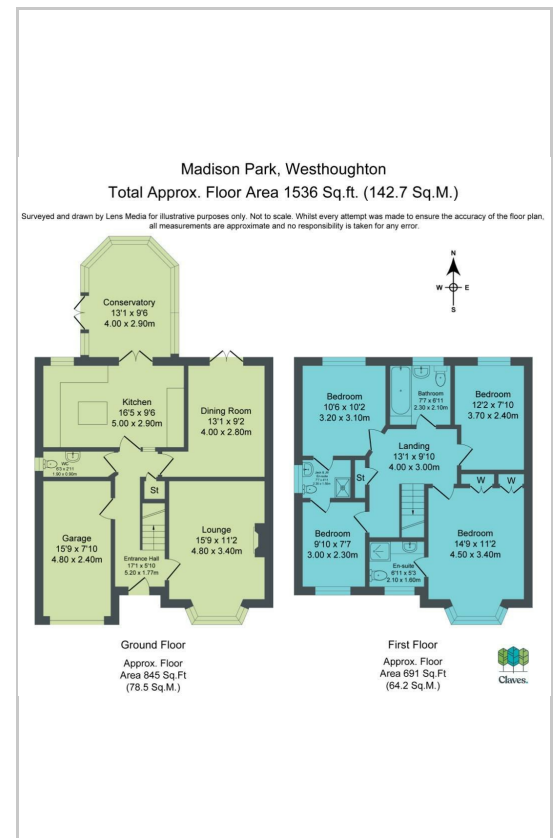 Madison Park, Westhoughton
Total Approx. Floor Area 1536 Sq.ft. (142.7 Sq.M.)
Surveyed and drawn by Lens Media for illustrative purposes only. Not to scale. Whilst every attempt was made to ensure the accuracy of the floor plan,
all measurements are approximate and no responsibility is taken for any error.
N
W E
S
Conservatory
13'1 x 9'6
4.00 x 2.90m
Kitchen
16'5 x 9'6
5.00 x 2.90m
Dining Room
13'1 x 9'2
4.00 x 2.80m
WC
St
Garage
15'9 x 7'10
4.80 x 2.40m
Entrance Hall
17'1 x 5'10
5.20 x 1.77m
Lounge
15'9 x 11'2
4.80 x 3.40m
Ground Floor
Approx. Floor
Area 845 Sq.Ft
(78.5 Sq.M.)
Bedroom
10'6 x 10'2
3.20 x 3.10m
Bathroom
7'7 x 6'11
2.30 x 2.10m
Bedroom
12'2 x 7'10
3.70 x 2.40m
Landing
13'1 x 9'10
4.00 x 3.00m
St
W W
Bedroom
9'10 x 7'7
3.00 x 2.30m
En-suite
6'11 x 5'3
2.10 x 1.60m
Bedroom
14'9 x 11'2
4.50 x 3.40m
First Floor
Approx. Floor
Area 691 Sq.Ft
(64.2 Sq.M.)
Claves.